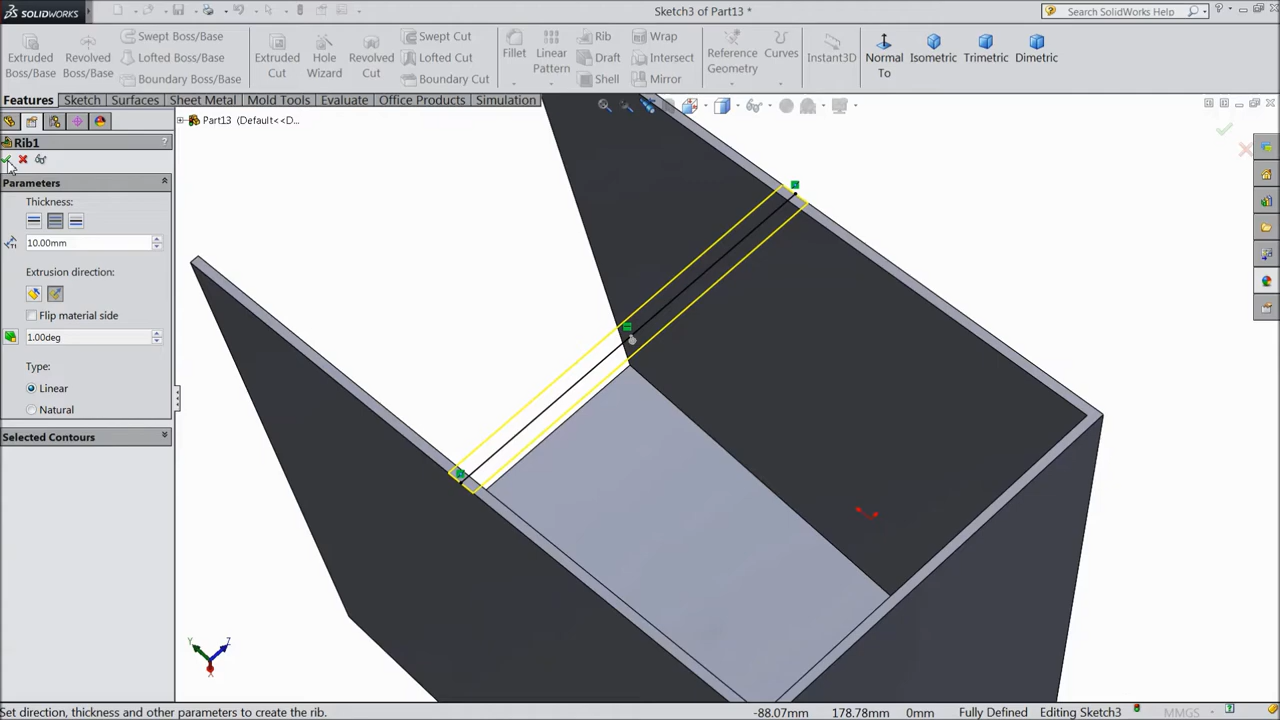 SOLIDWORKS
Sketch3 of Part13 *
Search SolidWorks Help
Extruded Boss/Base
Revolved Boss/Base
Swept Boss/Base
Lofted Boss/Base
Boundary Boss/Base
Extruded Cut
Hole Wizard
Revolved Cut
Swept Cut
Lofted Cut
Boundary Cut
Fillet
Linear Pattern
Rib
Draft
Shell
Wrap
Intersect
Mirror
Reference Geometry
Curves
Instant3D
Normal To
Isometric
Trimetric
Dimetric
Features Sketch Surfaces Sheet Metal Mold Tools Evaluate Office Products Simulation
Part13 (Default<<D...
Rib1 ?
Parameters
Thickness:
10.00mm
Extrusion direction:
Flip material side
1.00deg
Type:
Linear
Natural
Selected Contours
Y Z
X
Set direction, thickness and other parameters to create the rib. -88.07mm 178.78mm 0mm Fully Defined Editing Sketch3 MMGS